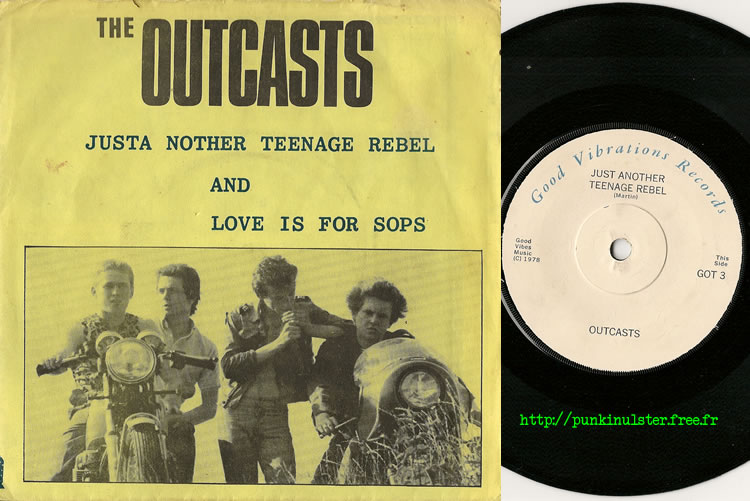 THE OUTCASTS
JUSTA NOTHER TEENAGE REBEL
AND
LOVE IS FOR SOPS
Good Vibrations Records
JUST ANOTHER
TEENAGE REBEL
(Martie)
Good
Vibes
Music
(C) 1978
This
Side
GOT 3
OUTCASTS
http://punkinulster.free.fr